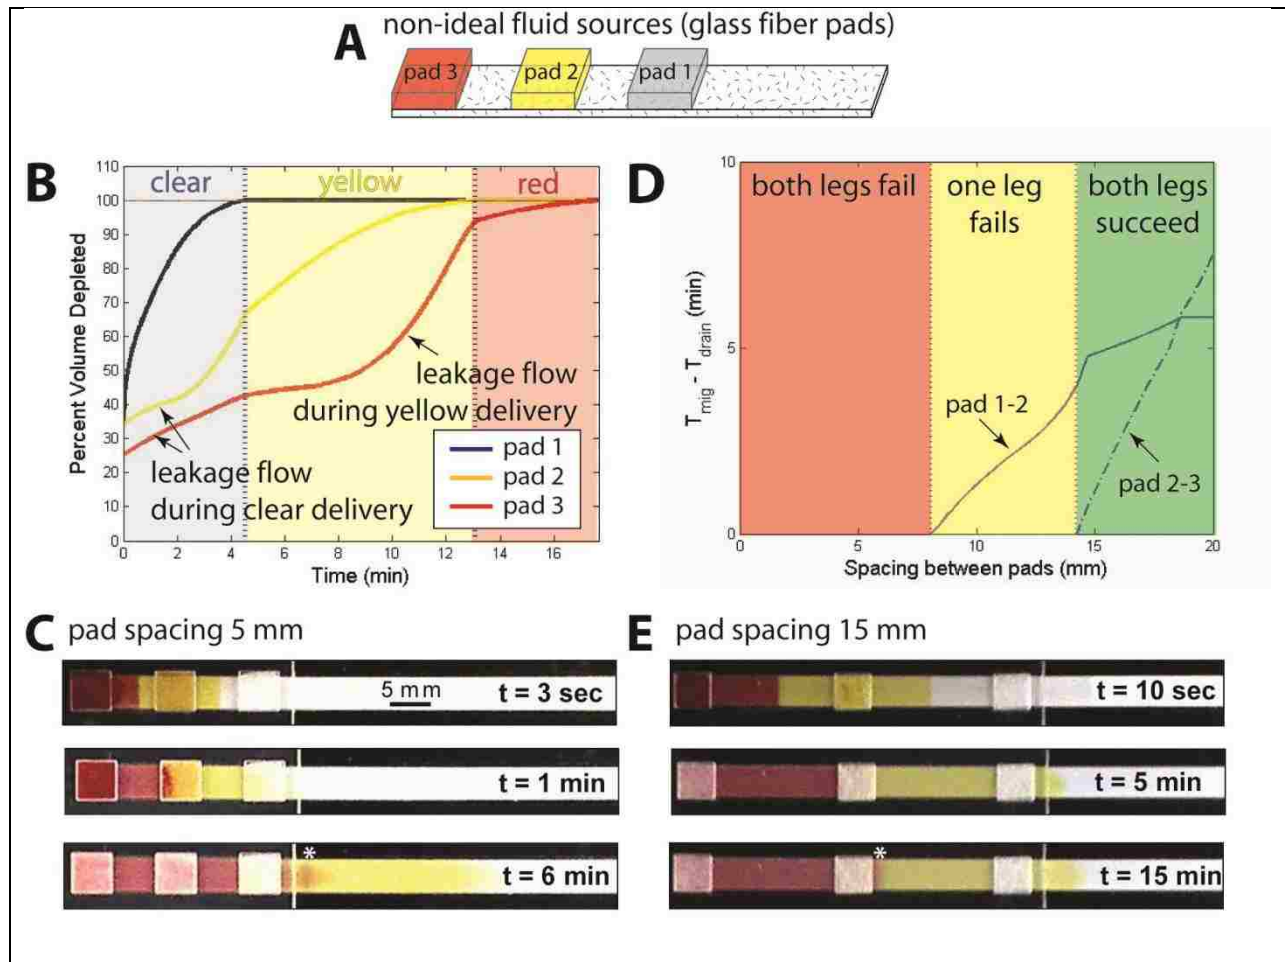 A
non-ideal fluid sources (glass fiber pads)
pad 3
pad 2
pad 1
B
clear
yellow
red
110
100
90
80
70
60
50
40
30
20
10
0
Percent Volume Depleted
leakage flow
during yellow delivery
leakage flow
during clear delivery
pad 1
pad 2
pad 3
0
2
4
6
8
10
12
14
16
Time (min)
D
both legs fail
one leg
fails
both legs
succeed
10
5
0
Tmig - Tdrain (min)
pad 1-2
pad 2-3
0
5
10
15
20
Spacing between pads (mm)
C pad spacing 5 mm
5 mm
t = 3 sec
t = 1 min
*
t = 6 min
E pad spacing 15 mm
t = 10 sec
t = 5 min
*
t = 15 min